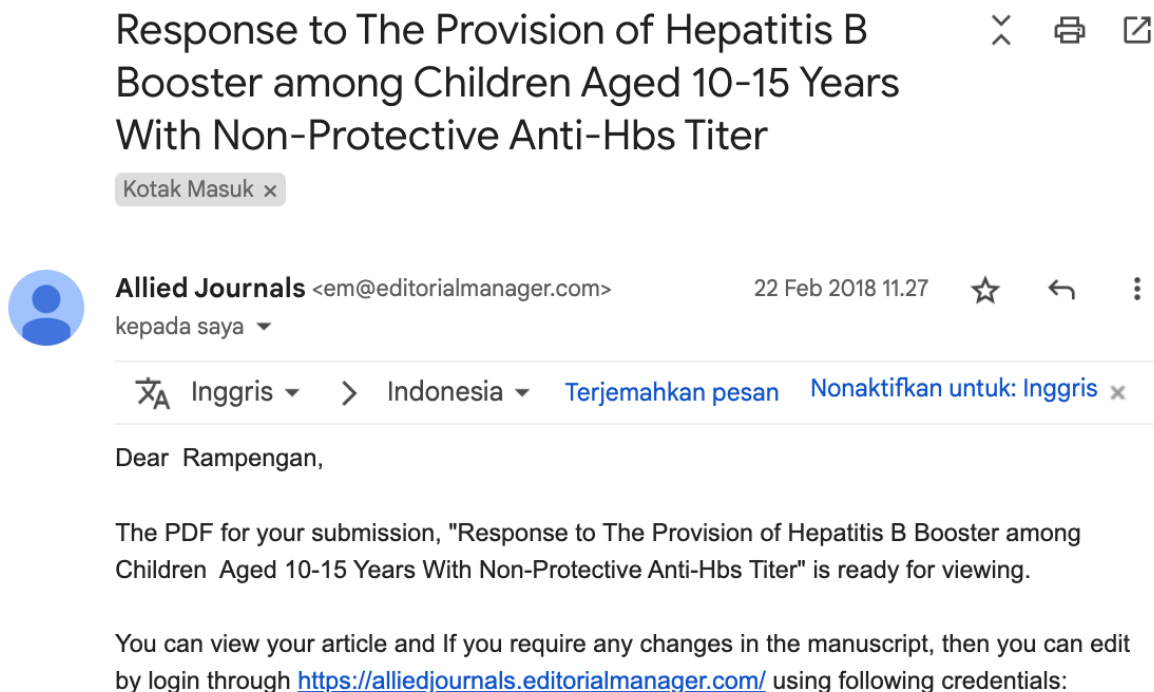 Response to The Provision of Hepatitis B
Booster among Children Aged 10-15 Years
With Non-Protective Anti-Hbs Titer
Kotak Masuk ×
Allied Journals <em@editorialmanager.com> 22 Feb 2018 11.27
kepada saya
Inggris > Indonesia Terjemahkan pesan Nonaktifkan untuk: Inggris ×
Dear Rampengan,
The PDF for your submission, "Response to The Provision of Hepatitis B Booster among
Children Aged 10-15 Years With Non-Protective Anti-Hbs Titer" is ready for viewing.
You can view your article and If you require any changes in the manuscript, then you can edit
by login through https://alliedjournals.editorialmanager.com/ using following credentials: